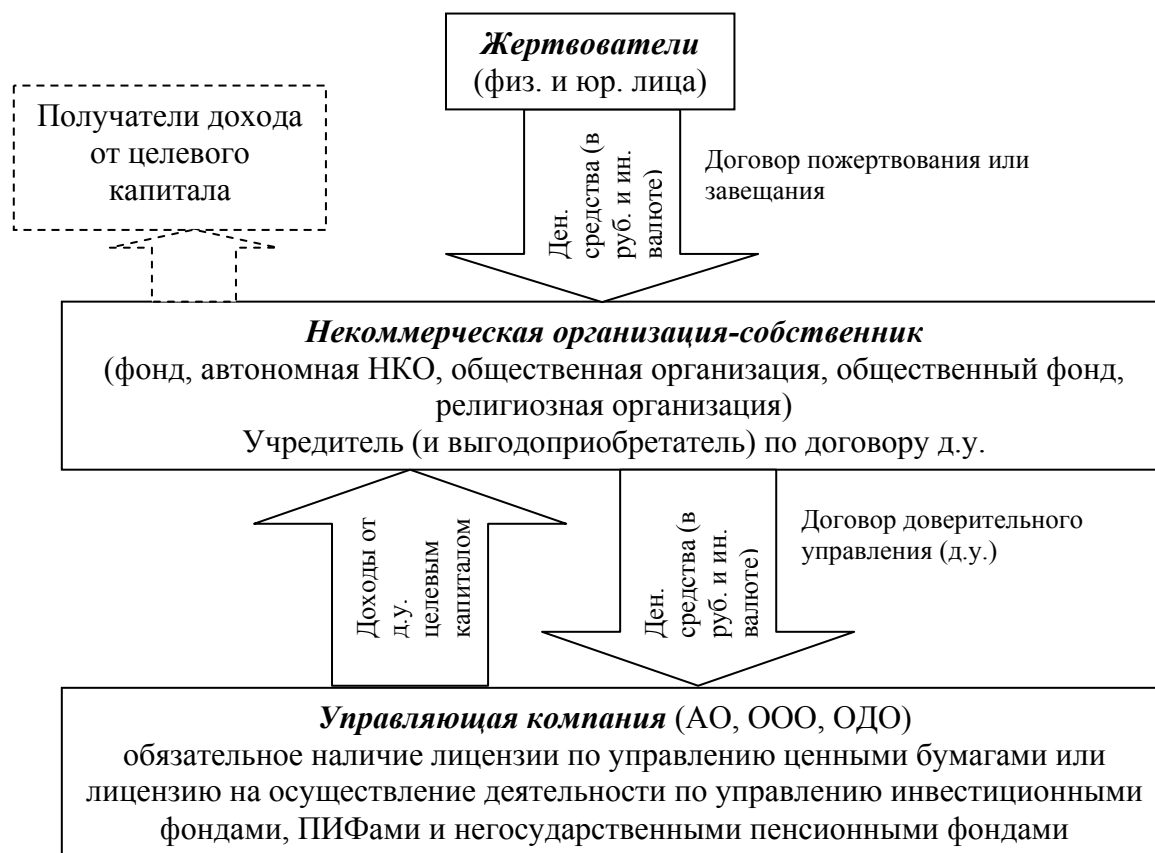 Жертвователи
(физ. и юр. лица)
Получатели дохода
от целевого
капитала
Ден.
средства (в
руб. и ин.
валюте)
Договор пожертвования или
завещания
Некоммерческая организация-собственник
(фонд, автономная НКО, общественная организация, общественный фонд,
религиозная организация)
Учредитель (и выгодоприобретатель) по договору д.у.
Доходы от
д.у.
целевым
капиталом
Ден.
средства (в
руб. и ин.
валюте)
Договор доверительного
управления (д.у.)
Управляющая компания (АО, ООО, ОДО)
обязательное наличие лицензии по управлению ценными бумагами или
лицензию на осуществление деятельности по управлению инвестиционными
фондами, ПИФами и негосударственными пенсионными фондами